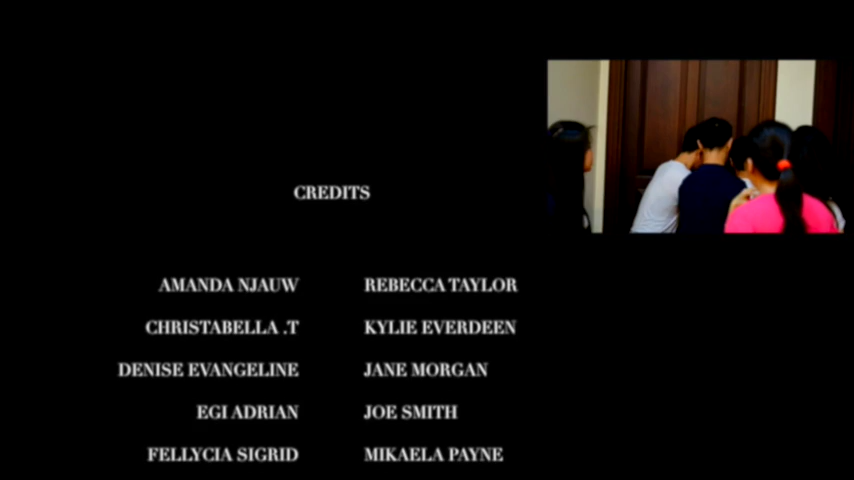 CREDITS
AMANDA NJAUW REBECCA TAYLOR
CHRISTABELLA .T KYLIE EVERDEEN
DENISE EVANGELINE JANE MORGAN
EGI ADRIAN JOE SMITH
FELLYCIA SIGRID MIKAELA PAYNE